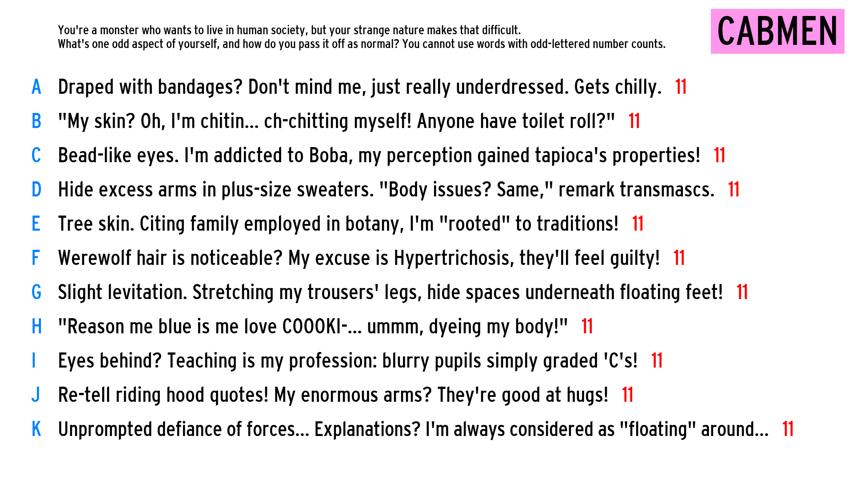 You're a monster who wants to live in human society, but your strange nature makes that difficult.
What's one odd aspect of yourself, and how do you pass it off as normal? You cannot use words with odd-lettered number counts.
CABMEN
A Draped with bandages? Don't mind me, just really underdressed. Gets chilly. 11
B "My skin? Oh, I'm chitin... ch-chitting myself! Anyone have toilet roll?" 11
C Bead-like eyes. I'm addicted to Boba, my perception gained tapioca's properties! 11
D Hide excess arms in plus-size sweaters. "Body issues? Same," remark transmascs. 11
E Tree skin. Citing family employed in botany, I'm "rooted" to traditions! 11
F Werewolf hair is noticeable? My excuse is Hypertrichosis, they'll feel guilty! 11
G Slight levitation. Stretching my trousers' legs, hide spaces underneath floating feet! 11
H "Reason me blue is me love COOOKI-... ummm, dyeing my body!" 11
I Eyes behind? Teaching is my profession: blurry pupils simply graded 'C's! 11
J Re-tell riding hood quotes! My enormous arms? They're good at hugs! 11
K Unprompted defiance of forces... Explanations? I'm always considered as "floating" around... 11